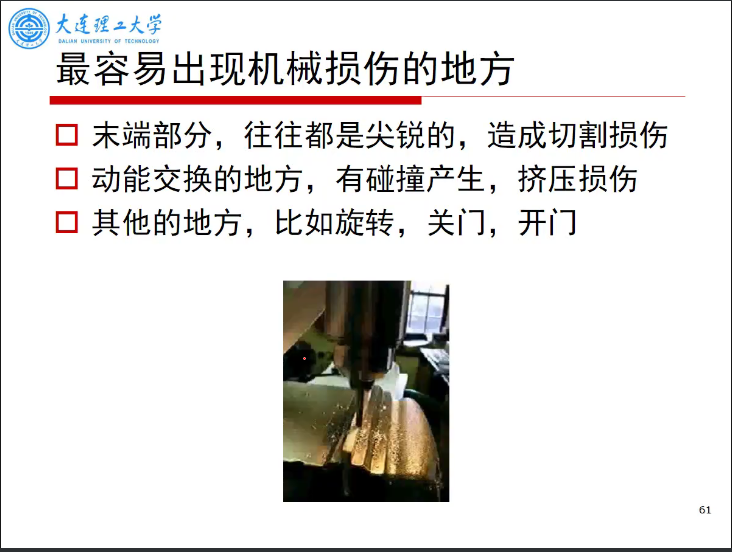 大连理工大学
DALIAN UNIVERSITY OF TECHNOLOGY
最容易出现机械损伤的地方
末端部分，往往都是尖锐的，造成切割损伤
动能交换的地方，有碰撞产生，挤压损伤
其他的地方，比如旋转，关门，开门
61